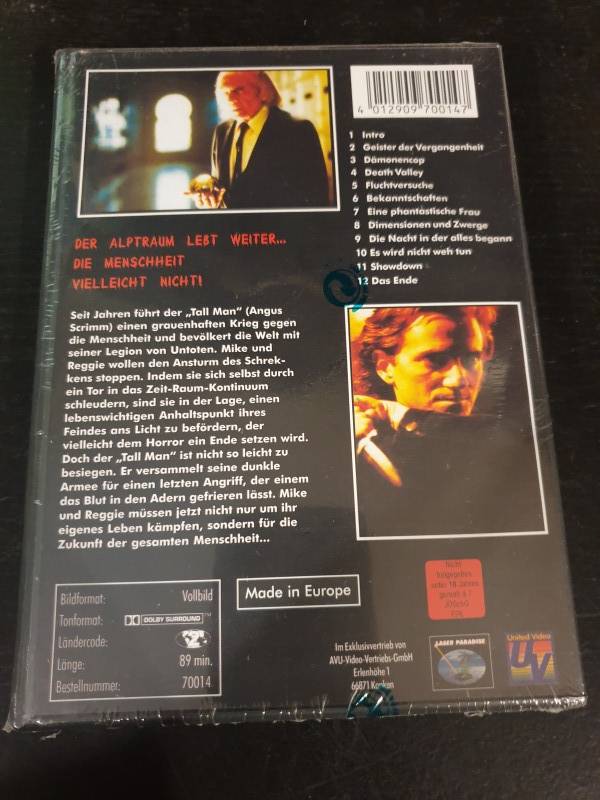 4 012909 700147
1 Intro
2 Geister der Vergangenheit
3 Dämonencop
4 Death Valley
5 Fluchtversuche
6 Bekanntschaften
7 Eine phantastische Frau
8 Dimensionen und Zwerge
9 Die Nacht in der alles begann
10 Es wird nicht weh tun
11 Showdown
12 Das Ende
DER ALPTRAUM LEBT WEITER...
DIE MENSCHHEIT
VIELLEICHT NICHT!
Seit Jahren führt der „Tall Man“ (Angus
Scrimm) einen grauenhaften Krieg gegen
die Menschheit und bevölkert die Welt mit
seiner Legion von Untoten. Mike und
Reggie wollen den Ansturm des Schrek-
kens stoppen. Indem sie sich selbst durch
ein Tor in das Zeit-Raum-Kontinuum
schleudern, sind sie in der Lage, einen
lebenswichtigen Anhaltspunkt ihres
Feindes ans Licht zu befördern, der
vielleicht dem Horror ein Ende setzen wird.
Doch der „Tall Man“ ist nicht so leicht zu
besiegen. Er versammelt seine dunkle
Armee für einen letzten Angriff, der einem
das Blut in den Adern gefrieren lässt. Mike
und Reggie müssen jetzt nicht nur um ihr
eigenes Leben kämpfen, sondern für die
Zukunft der gesamten Menschheit...
Bildformat: Vollbild
Tonformat: DOLBY SURROUND
Ländercode:
Länge: 89 min.
Bestellnummer: 70014
Made in Europe
Nicht
freigegeben
unter 18 Jahren
gemäß § 7
JÖSchG
FSK
Im Exklusivvertrieb von
AVU-Video-Vertriebs-GmbH
Erlenhöhe 1
66871
LASER PARADISE
United Video
UV